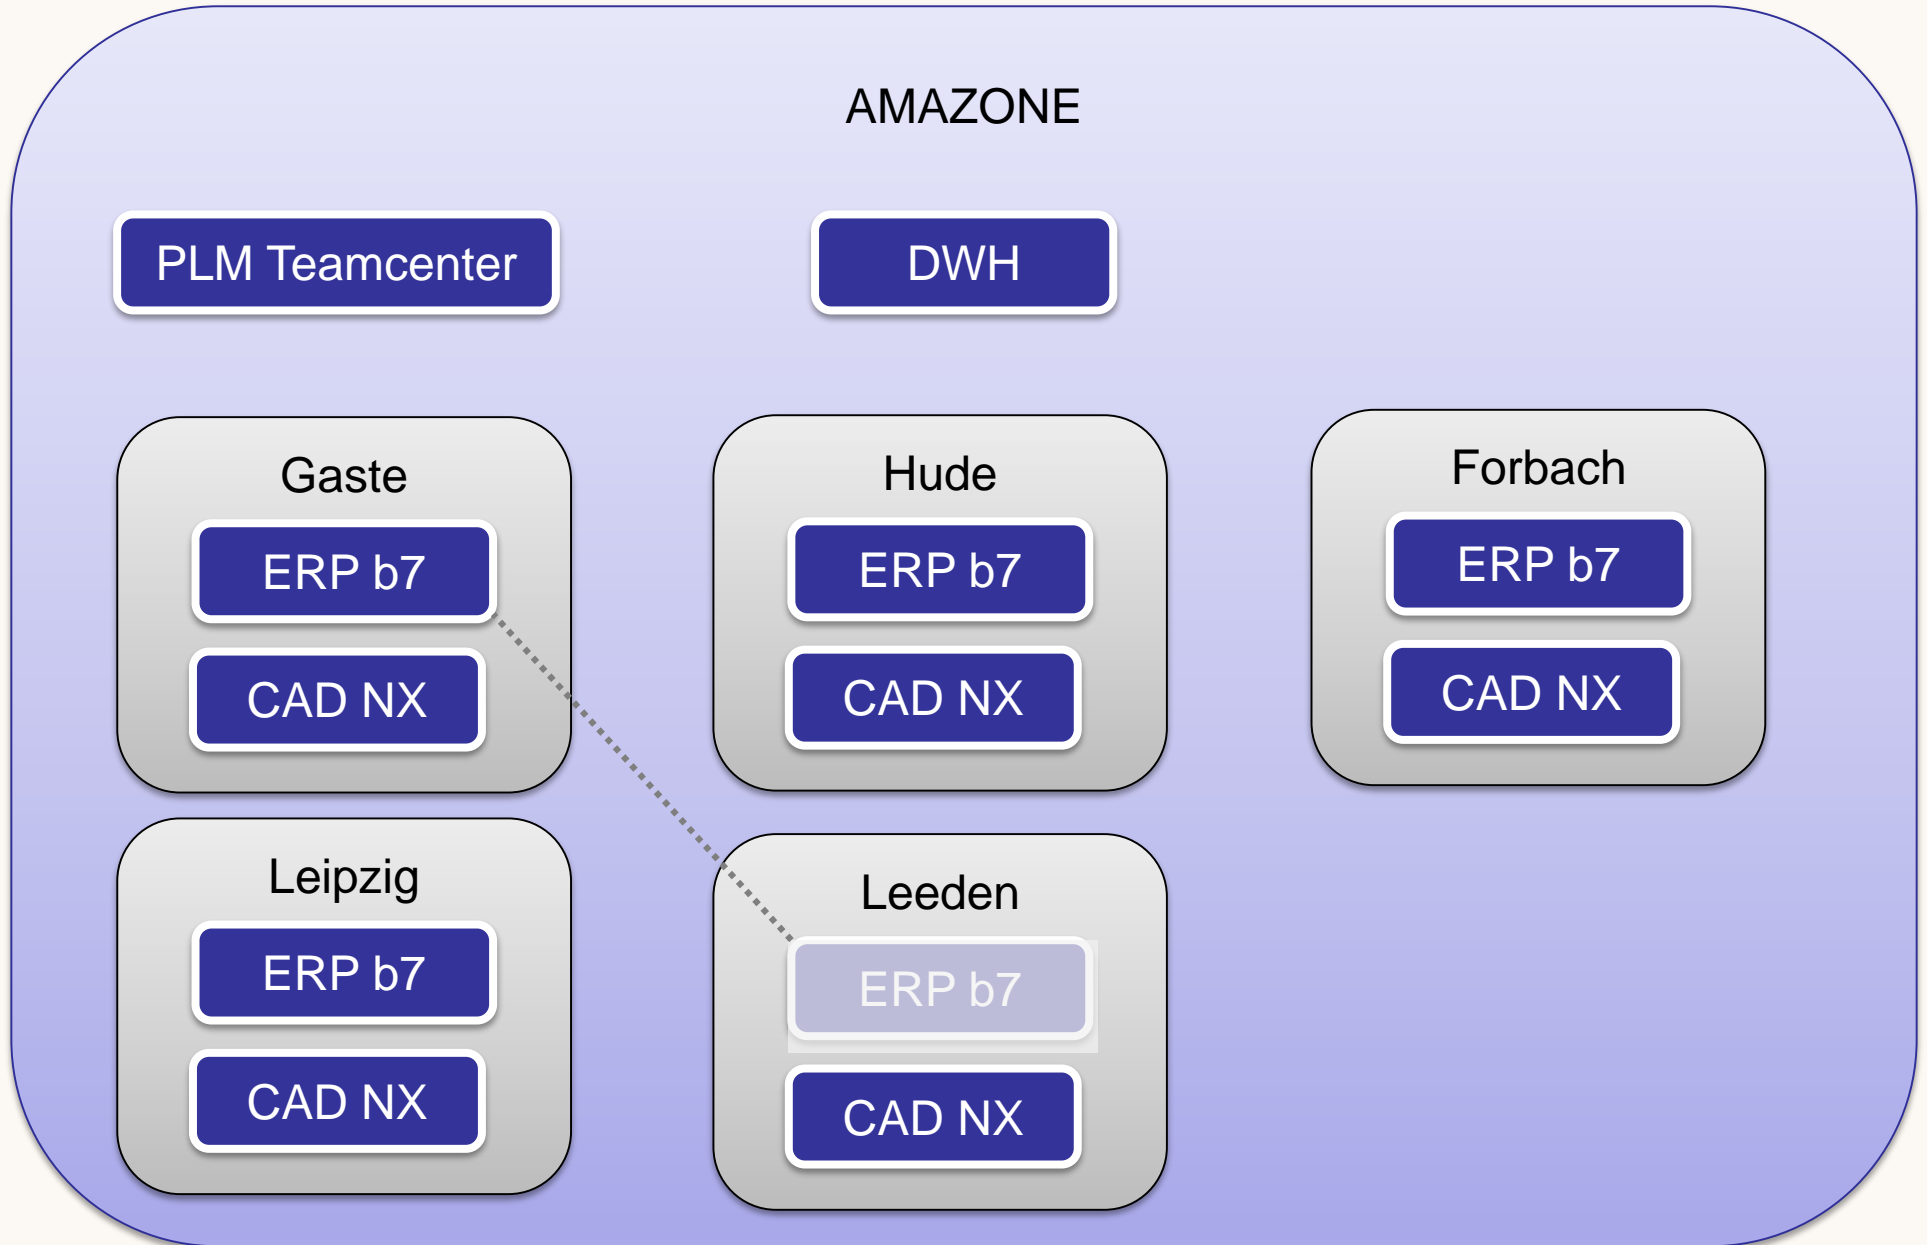 AMAZONE
PLM Teamcenter
DWH
Gaste
ERP b7
CAD NX
Hude
ERP b7
CAD NX
Forbach
ERP b7
CAD NX
Leipzig
ERP b7
CAD NX
Leeden
ERP b7
CAD NX